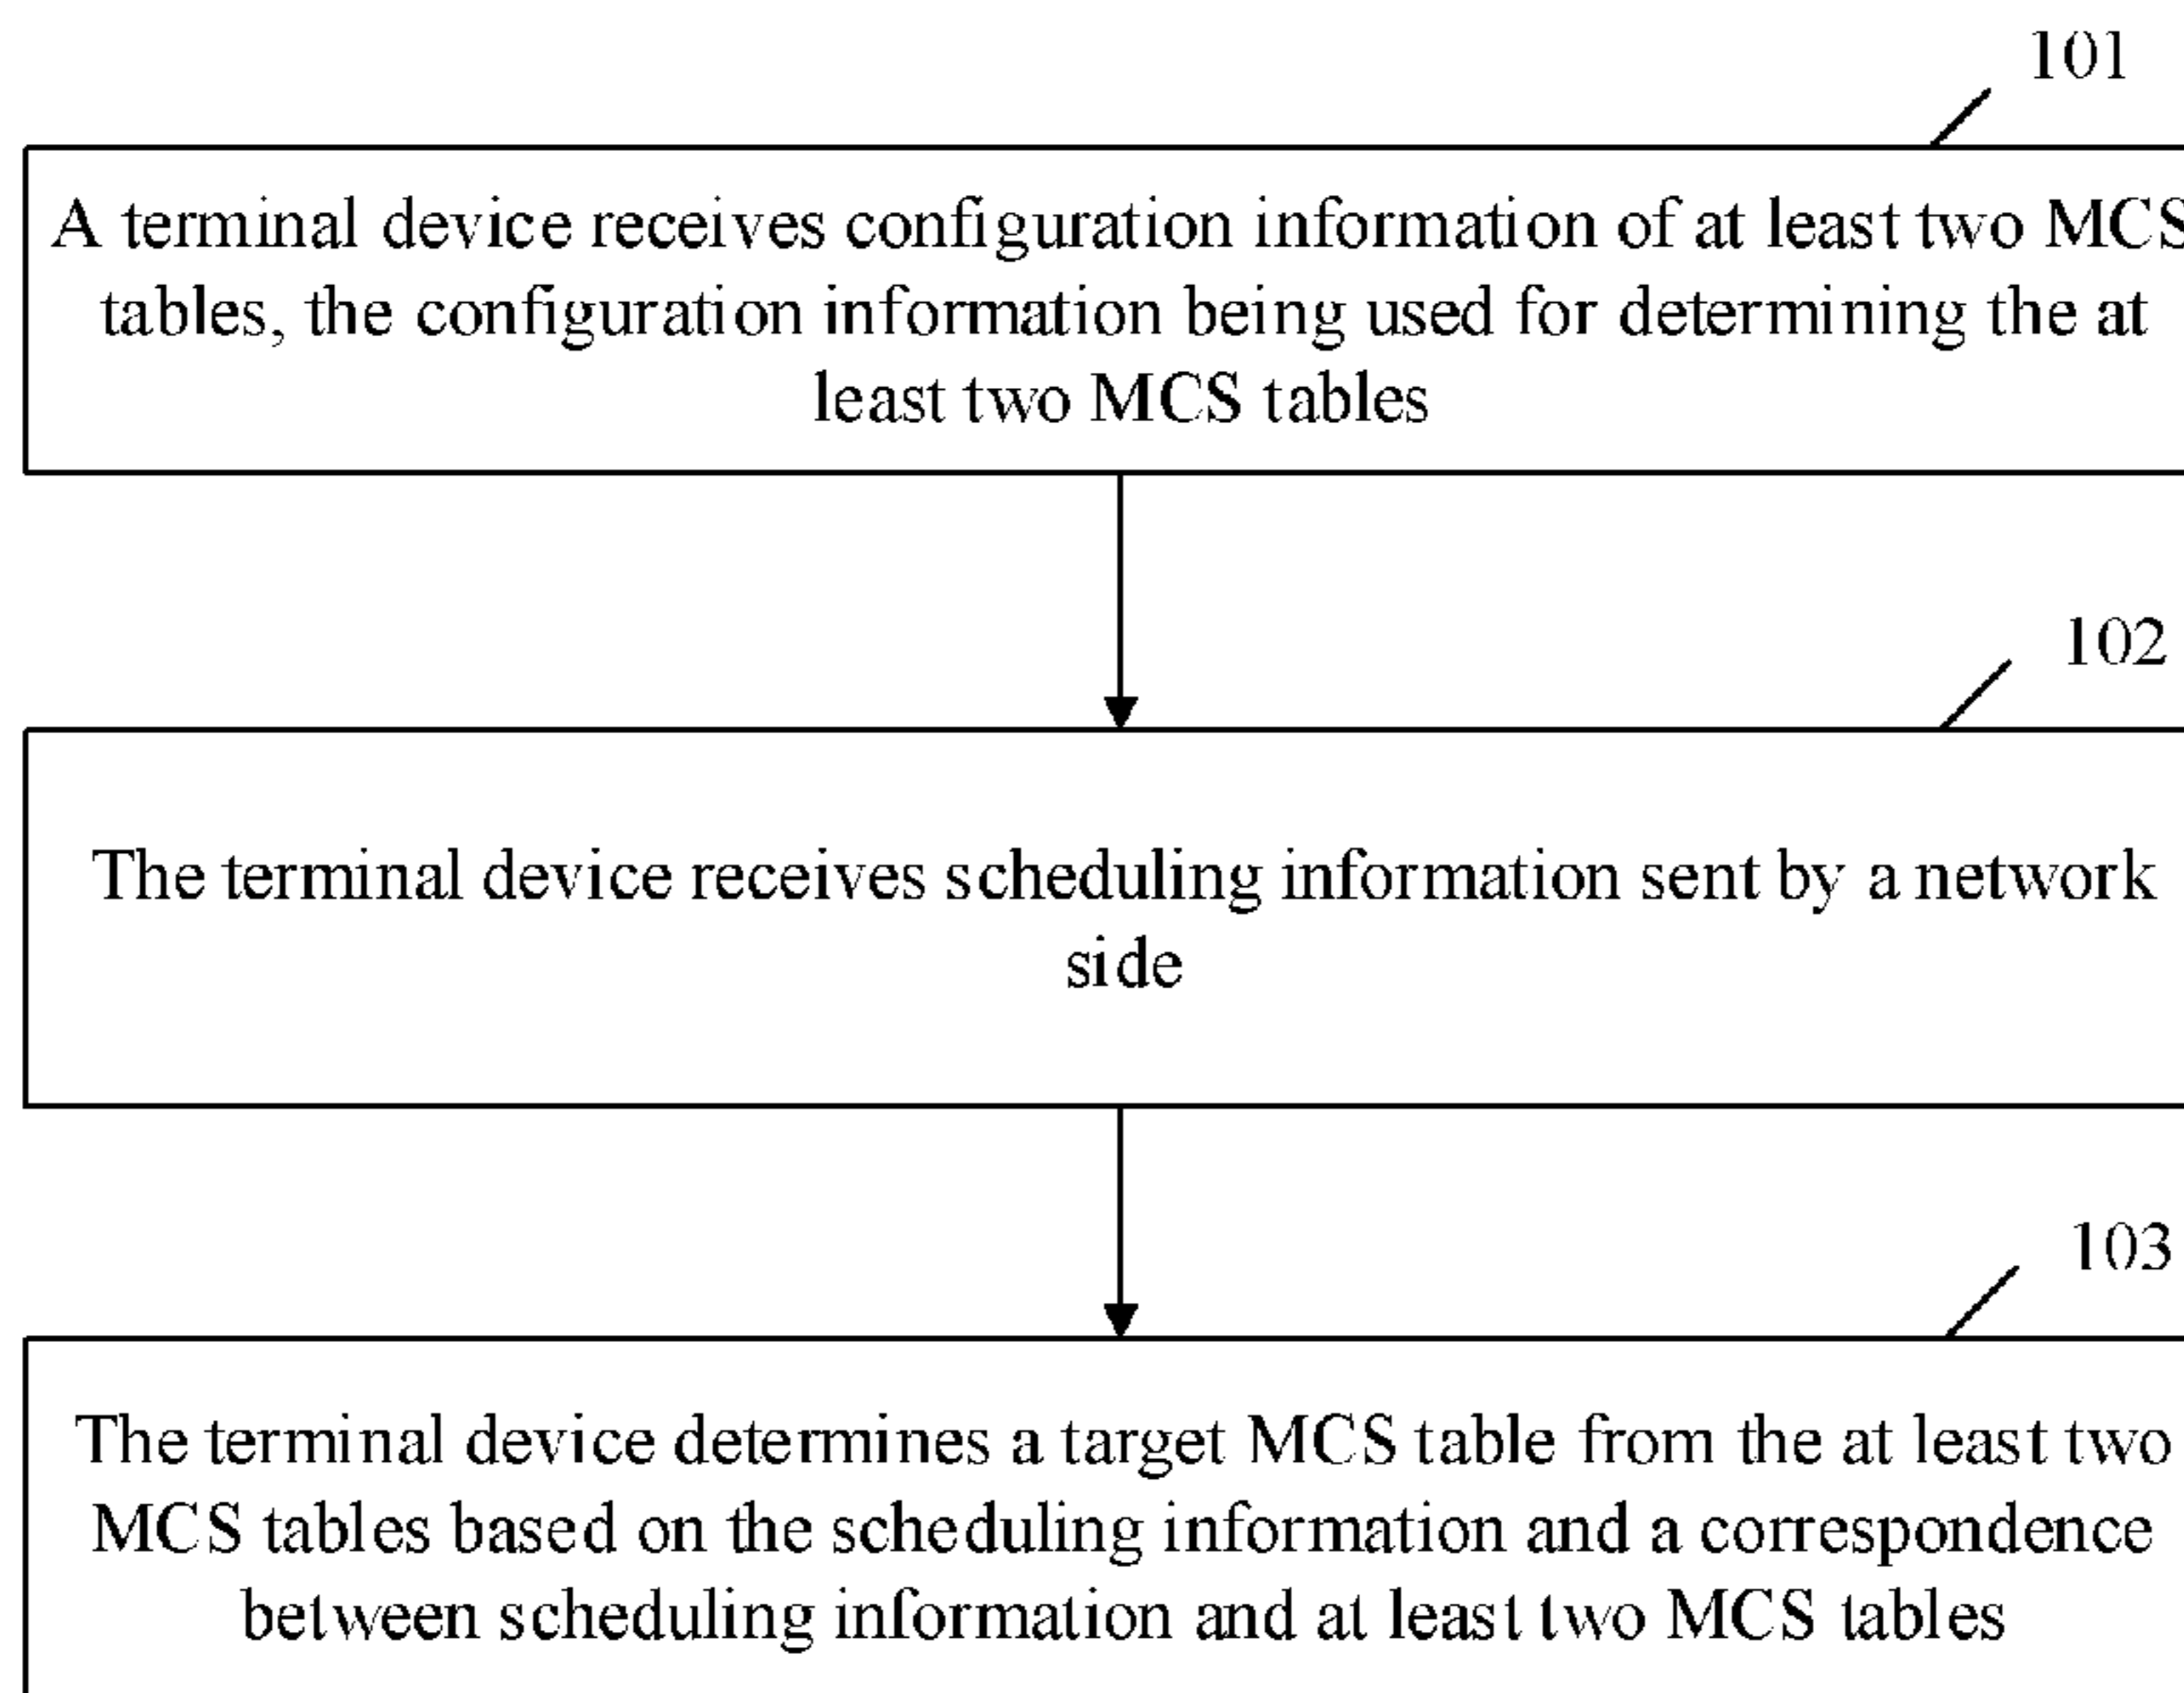 101
A terminal device receives configuration information of at least two MCS
tables, the configuration information being used for determining the at
least two MCS tables
102
The terminal device receives scheduling information sent by a network
side
103
The terminal device determines a target MCS table from the at least two
MCS tables based on the scheduling information and a correspondence
between scheduling information and at least two MCS tables